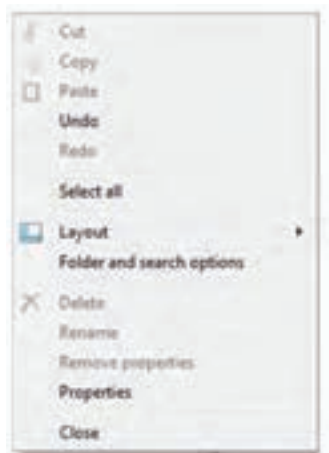 Cut
Copy
Paste
Undo
Redo
Select all
Layout
Folder and search options
Delete
Rename
Remove properties
Properties
Close